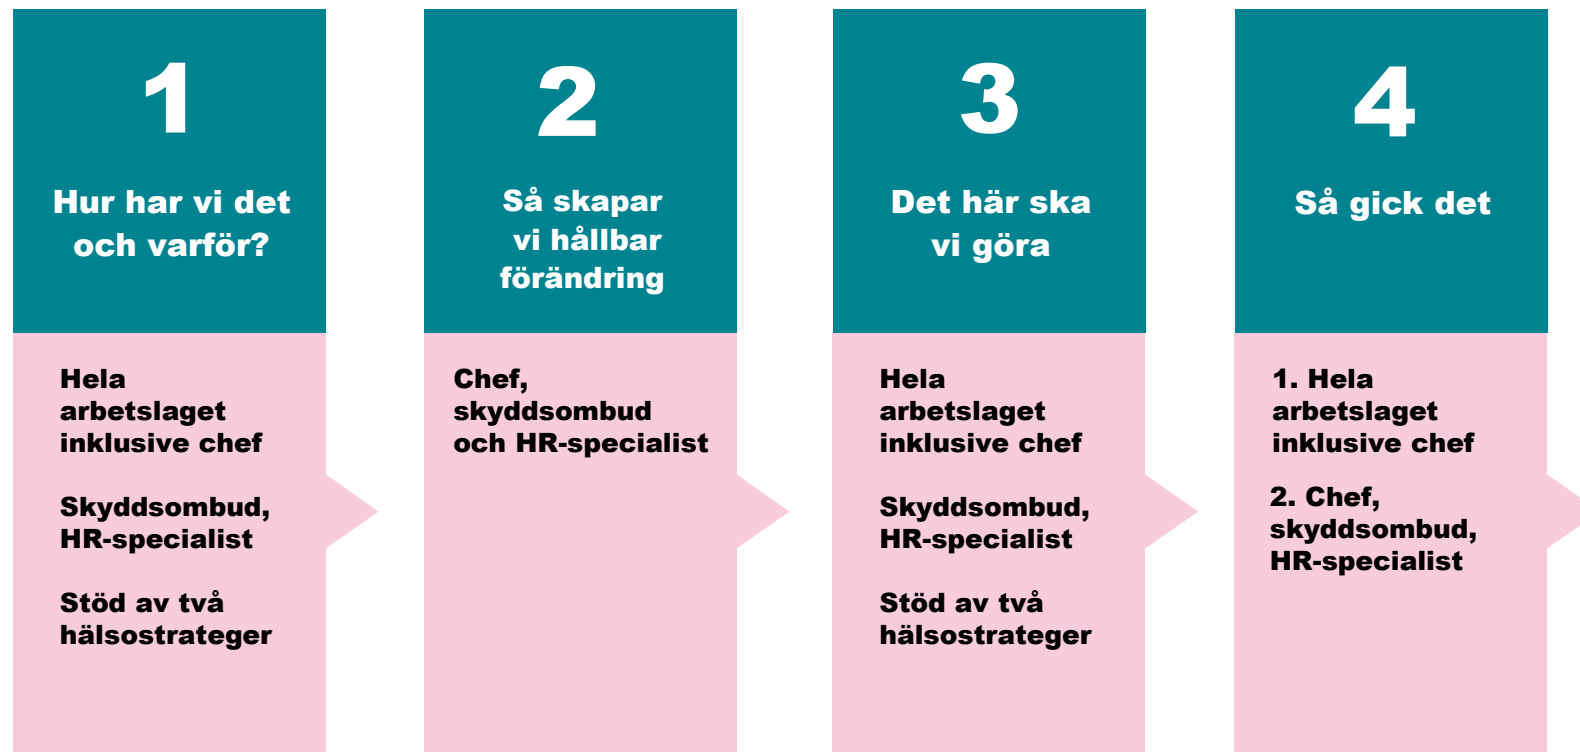 1
Hur har vi det
och varför?
Hela
arbetslaget
inklusive chef
Skyddsombud,
HR-specialist
Stöd av två
hälsostrateger
2
Så skapar
vi hållbar
förändring
Chef,
skyddsombud
och HR-specialist
3
Det här ska
vi göra
Hela
arbetslaget
inklusive chef
Skyddsombud,
HR-specialist
Stöd av två
hälsostrateger
4
Så gick det
1. Hela
arbetslaget
inklusive chef
2. Chef,
skyddsombud,
HR-specialist